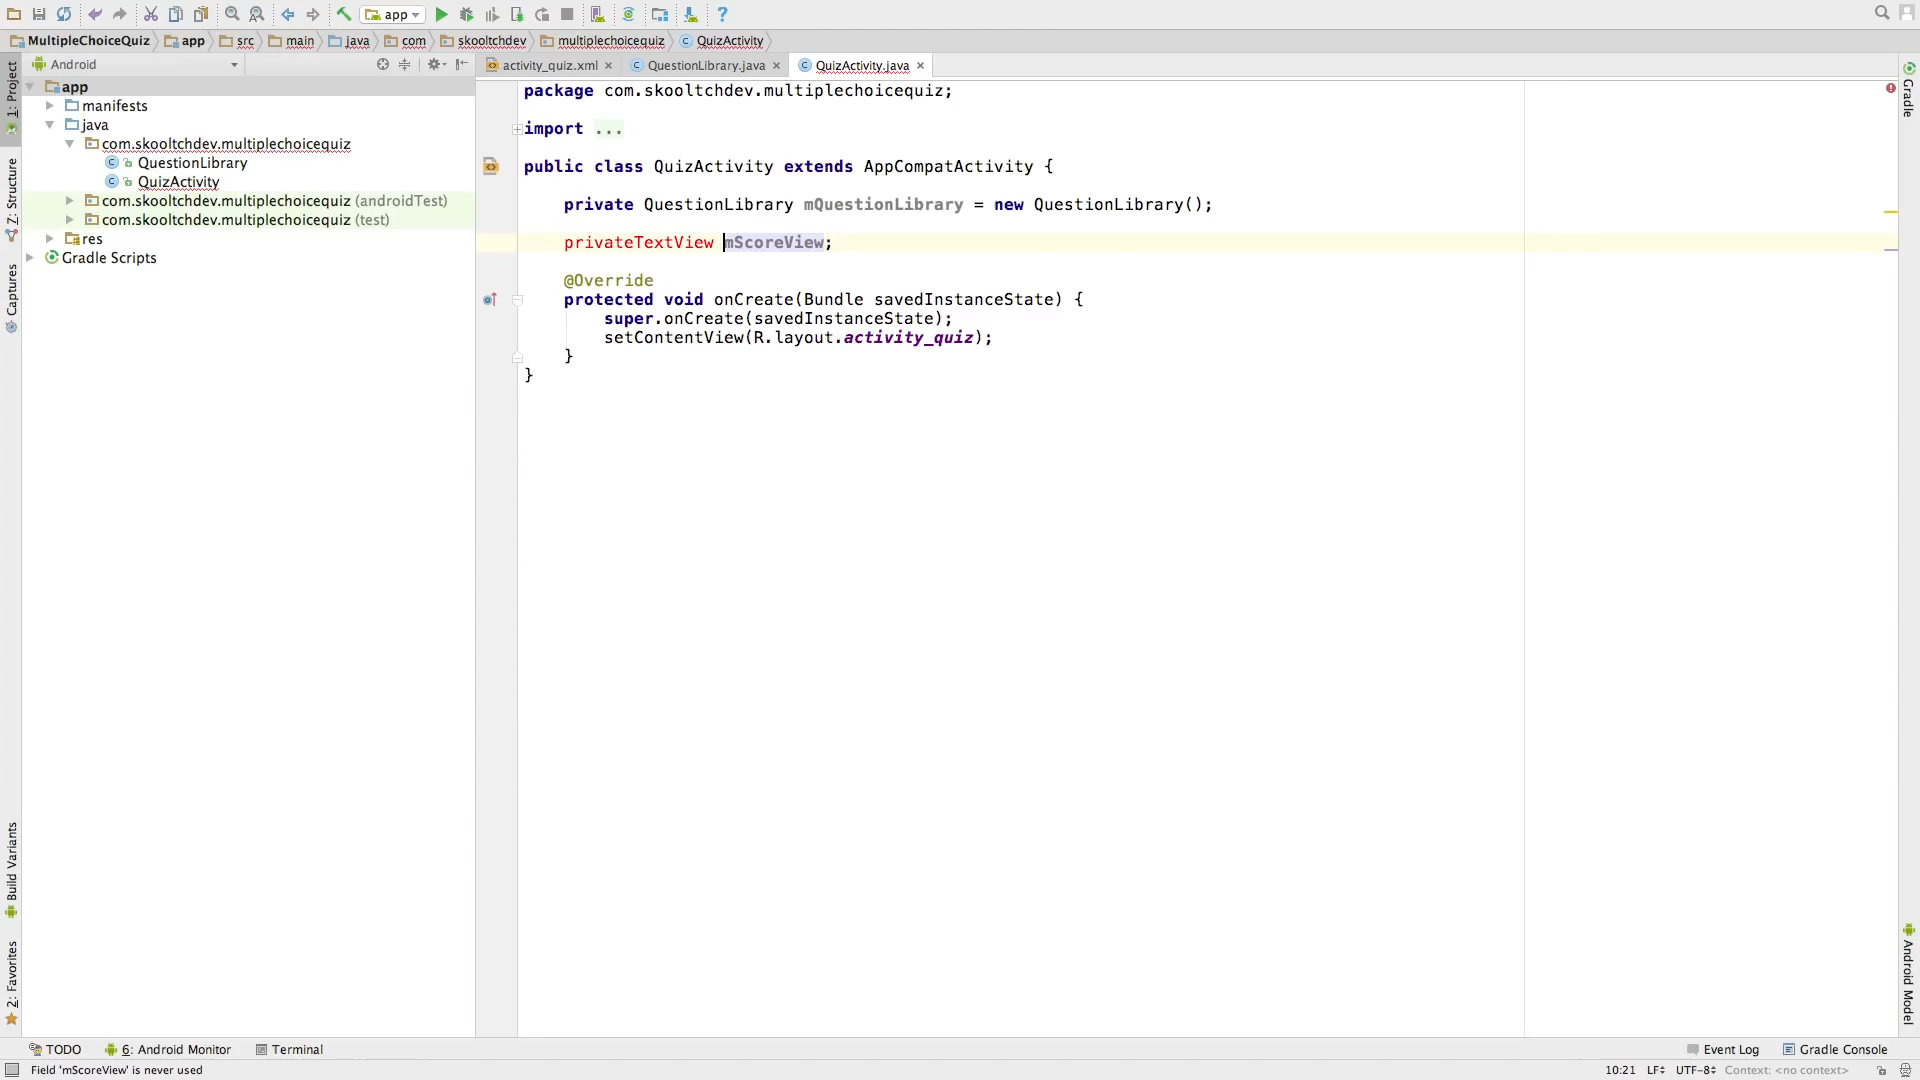 app
MultipleChoiceQuiz app src main java com skooltchdev multiplechoicequiz QuizActivity
Android
activity_quiz.xml QuestionLibrary.java QuizActivity.java
1: Project
Z: Structure
Captures
Build Variants
2: Favorites
app
manifests
java
com.skooltchdev.multiplechoicequiz
QuestionLibrary
QuizActivity
com.skooltchdev.multiplechoicequiz (androidTest)
com.skooltchdev.multiplechoicequiz (test)
res
Gradle Scripts
package com.skooltchdev.multiplechoicequiz;
import ...
public class QuizActivity extends AppCompatActivity {
private QuestionLibrary mQuestionLibrary = new QuestionLibrary();
privateTextView mScoreView;
@Override
protected void onCreate(Bundle savedInstanceState) {
super.onCreate(savedInstanceState);
setContentView(R.layout.activity_quiz);
}
}
Gradle
Android Model
TODO 6: Android Monitor Terminal Event Log Gradle Console
Field 'mScoreView' is never used 10:21 LF UTF-8 Context: <no context>